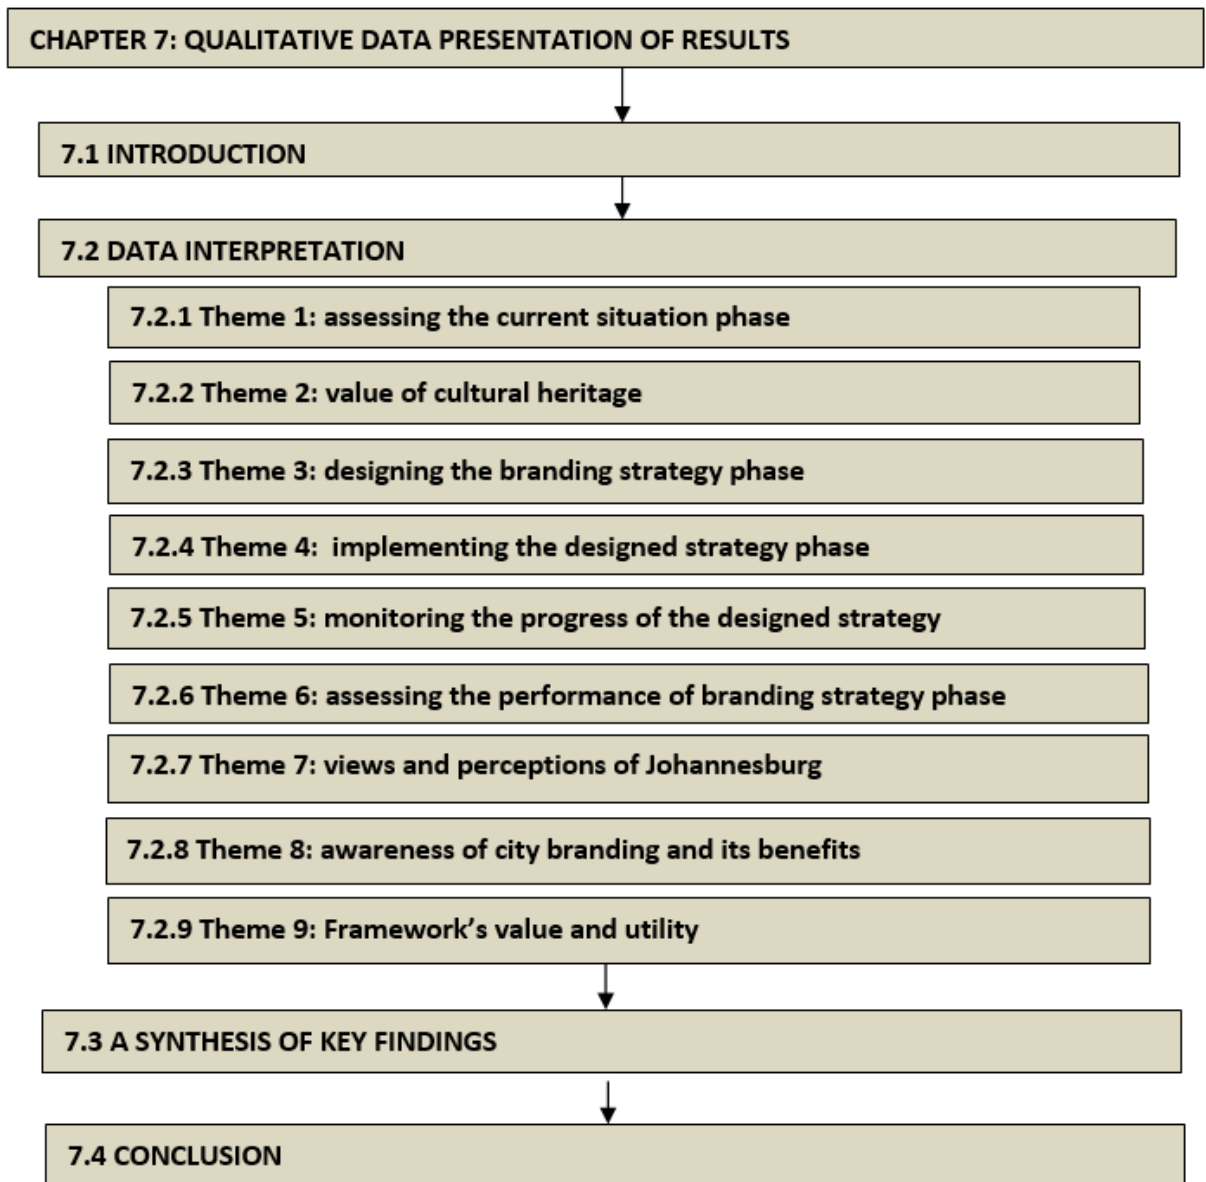 CHAPTER 7: QUALITATIVE DATA PRESENTATION OF RESULTS
7.1 INTRODUCTION
7.2 DATA INTERPRETATION
7.2.1 Theme 1: assessing the current situation phase
7.2.2 Theme 2: value of cultural heritage
7.2.3 Theme 3: designing the branding strategy phase
7.2.4 Theme 4:  implementing the designed strategy phase
7.2.5 Theme 5: monitoring the progress of the designed strategy
7.2.6 Theme 6: assessing the performance of branding strategy phase
7.2.7 Theme 7: views and perceptions of Johannesburg
7.2.8 Theme 8: awareness of city branding and its benefits
7.2.9 Theme 9: Framework’s value and utility
7.3 A SYNTHESIS OF KEY FINDINGS
7.4 CONCLUSION